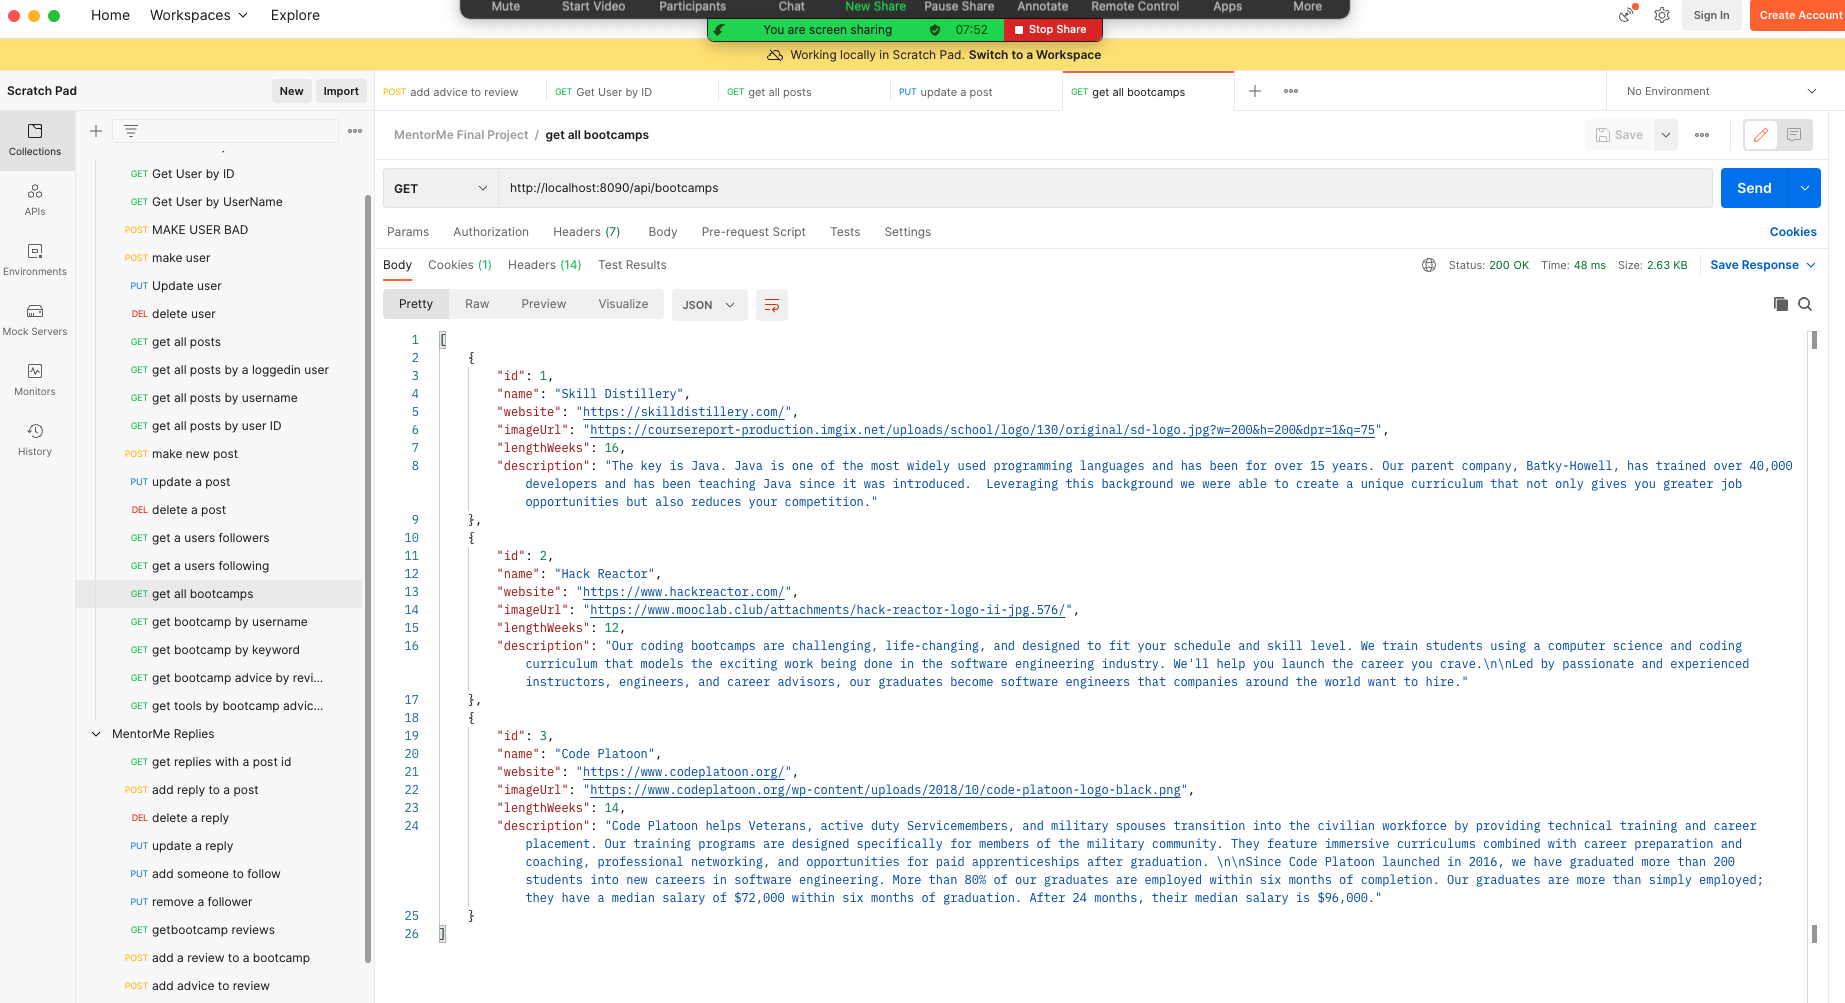 Mute Start Video Participants Chat New Share Pause Share Annotate Remote Control Apps More
Home Workspaces Explore
You are screen sharing 07:52 Stop Share
Sign In Create Account
Working locally in Scratch Pad. Switch to a Workspace
Scratch Pad New Import
POST add advice to review GET Get User by ID GET get all posts PUT update a post GET get all bootcamps
No Environment
Collections
APIs
Environments
Mock Servers
Monitors
History
GET Get User by ID
GET Get User by UserName
POST MAKE USER BAD
POST make user
PUT Update user
DEL delete user
GET get all posts
GET get all posts by a loggedin user
GET get all posts by username
GET get all posts by user ID
POST make new post
PUT update a post
DEL delete a post
GET get a users followers
GET get a users following
GET get all bootcamps
GET get bootcamp by username
GET get bootcamp by keyword
GET get bootcamp advice by revi...
GET get tools by bootcamp advic...
MentorMe Replies
GET get replies with a post id
POST add reply to a post
DEL delete a reply
PUT update a reply
PUT add someone to follow
PUT remove a follower
GET getbootcamp reviews
POST add a review to a bootcamp
POST add advice to review
MentorMe Final Project / get all bootcamps
Save
GET http://localhost:8090/api/bootcamps Send
Params Authorization Headers (7) Body Pre-request Script Tests Settings Cookies
Body Cookies (1) Headers (14) Test Results Status: 200 OK Time: 48 ms Size: 2.63 KB Save Response
Pretty Raw Preview Visualize JSON
1 [
2 {
3 "id": 1,
4 "name": "Skill Distillery",
5 "website": "https://skilldistillery.com/",
6 "imageUrl": "https://coursereport-production.imgix.net/uploads/school/logo/130/original/sd-logo.jpg?w=200&h=200&dpr=1&q=75",
7 "lengthWeeks": 16,
8 "description": "The key is Java. Java is one of the most widely used programming languages and has been for over 15 years. Our parent company, Batky-Howell, has trained over 40,000
developers and has been teaching Java since it was introduced.  Leveraging this background we were able to create a unique curriculum that not only gives you greater job
opportunities but also reduces your competition."
9 },
10 {
11 "id": 2,
12 "name": "Hack Reactor",
13 "website": "https://www.hackreactor.com/",
14 "imageUrl": "https://www.mooclab.club/attachments/hack-reactor-logo-ii-jpg.576/",
15 "lengthWeeks": 12,
16 "description": "Our coding bootcamps are challenging, life-changing, and designed to fit your schedule and skill level. We train students using a computer science and coding
curriculum that models the exciting work being done in the software engineering industry. We'll help you launch the career you crave.\n\nLed by passionate and experienced
instructors, engineers, and career advisors, our graduates become software engineers that companies around the world want to hire."
17 },
18 {
19 "id": 3,
20 "name": "Code Platoon",
21 "website": "https://www.codeplatoon.org/",
22 "imageUrl": "https://www.codeplatoon.org/wp-content/uploads/2018/10/code-platoon-logo-black.png",
23 "lengthWeeks": 14,
24 "description": "Code Platoon helps Veterans, active duty Servicemembers, and military spouses transition into the civilian workforce by providing technical training and career
placement. Our training programs are designed specifically for members of the military community. They feature immersive curriculums combined with career preparation and
coaching, professional networking, and opportunities for paid apprenticeships after graduation. \n\nSince Code Platoon launched in 2016, we have graduated more than 200
students into new careers in software engineering. More than 80% of our graduates are employed within six months of completion. Our graduates are more than simply employed;
they have a median salary of $72,000 within six months of graduation. After 24 months, their median salary is $96,000."
25 }
26 ]